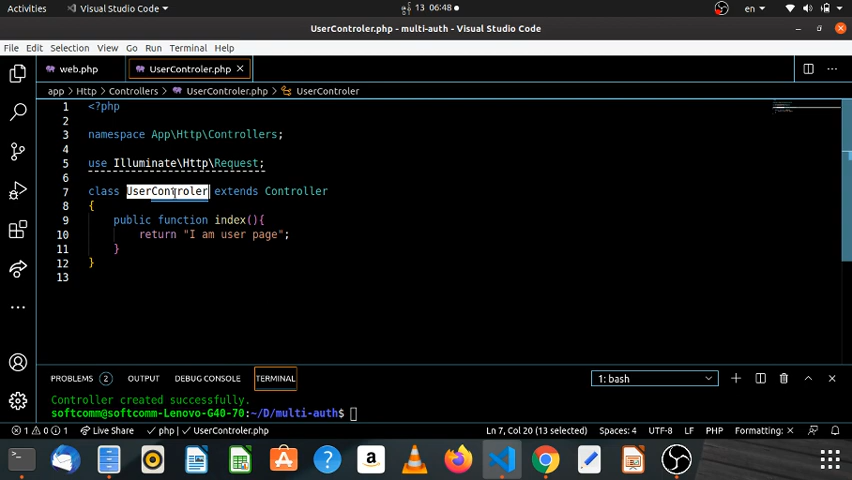 Activities Visual Studio Code 13 06:48 en
UserControler.php • multi-auth - Visual Studio Code
File Edit Selection View Go Run Terminal Help
web.php UserControler.php
app > Http > Controllers > UserControler.php > UserControler
1 <?php
2
3 namespace App\Http\Controllers;
4
5 use Illuminate\Http\Request;
6
7 class UserControler extends Controller
8 {
9 public function index(){
10 return "I am user page";
11 }
12 }
13
PROBLEMS 2 OUTPUT DEBUG CONSOLE TERMINAL 1: bash
Controller created successfully.
softcomm@softcomm-Lenovo-G40-70:~/D/multi-auth$
1 0 1 Live Share php | UserControler.php Ln 7, Col 20 (13 selected) Spaces: 4 UTF-8 LF PHP Formatting: ×